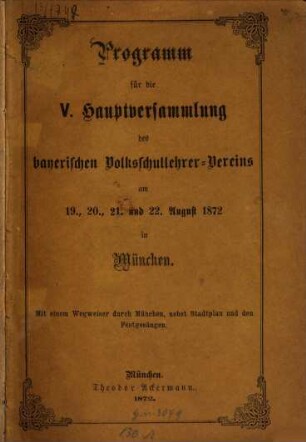 Programm
für die
V. Hauptversammlung
des
bayerischen Volksschullehrer-Vereins
am
19., 20., 21. und 22. August 1872
in
München.
Mit einem Wegweiser durch München, nebst Stadtplan und den
Festgesängen.
München.
Theodor Ackermann.
1872.